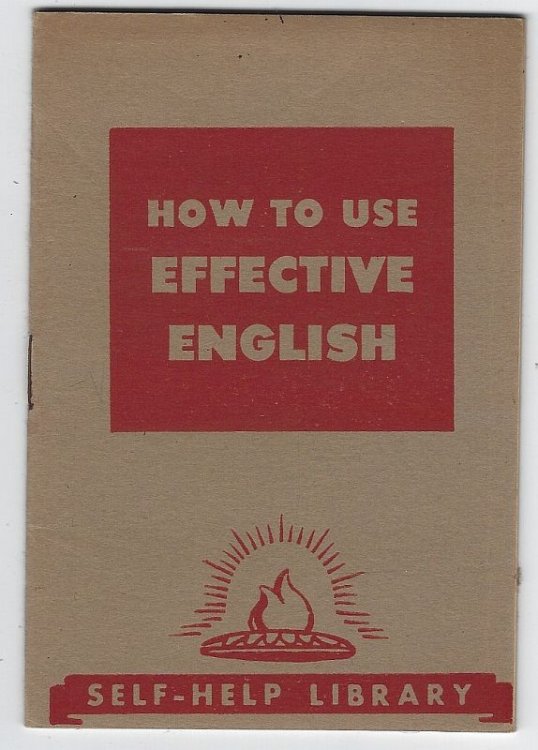 HOW TO USE
EFFECTIVE
ENGLISH
SELF-HELP LIBRARY